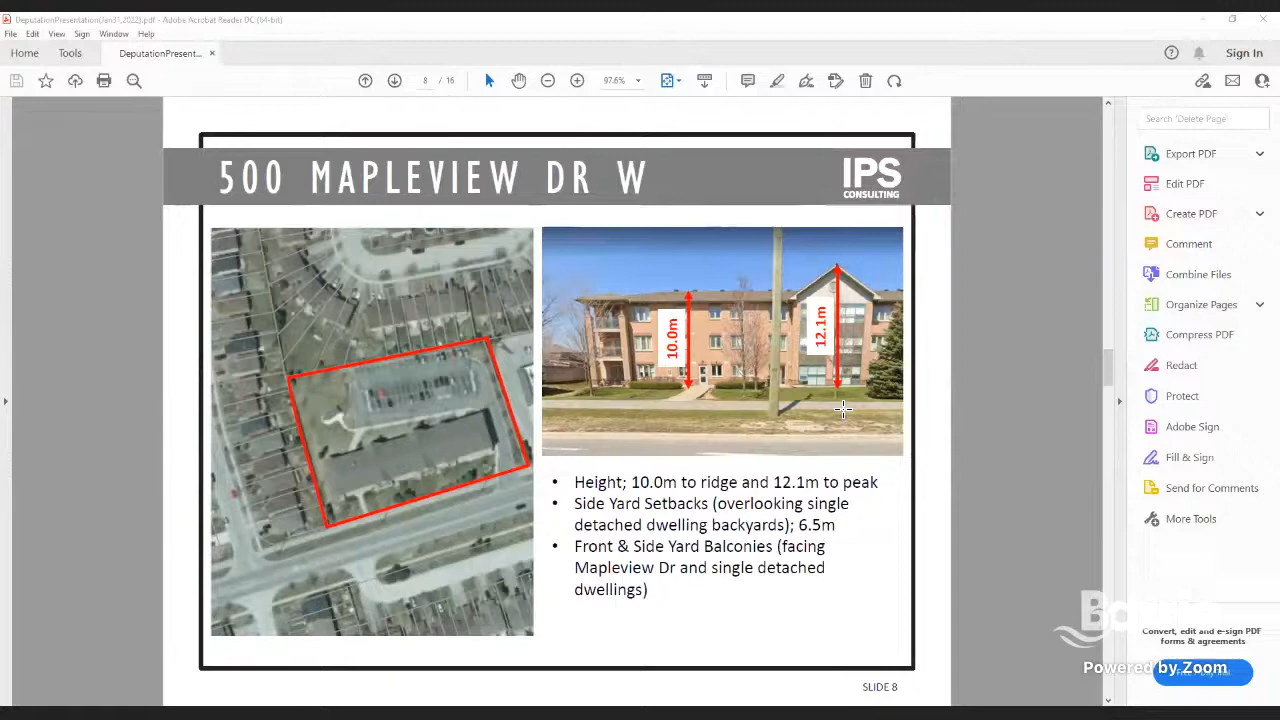 DeputationPresentation(Jan31,2022).pdf - Adobe Acrobat Reader DC (64-bit)
File Edit View Sign Window Help
Home Tools DeputationPresent... Sign In
8 / 16 97.6%
Search 'Delete Page'
500 MAPLEVIEW DR W
IPS
CONSULTING
10.0m
12.1m
• Height; 10.0m to ridge and 12.1m to peak
• Side Yard Setbacks (overlooking single
detached dwelling backyards); 6.5m
• Front & Side Yard Balconies (facing
Mapleview Dr and single detached
dwellings)
SLIDE 8
Export PDF
Edit PDF
Create PDF
Comment
Combine Files
Organize Pages
Compress PDF
Redact
Protect
Adobe Sign
Fill & Sign
Send for Comments
More Tools
Convert, edit and e-sign PDF
forms & agreements
Powered by Zoom